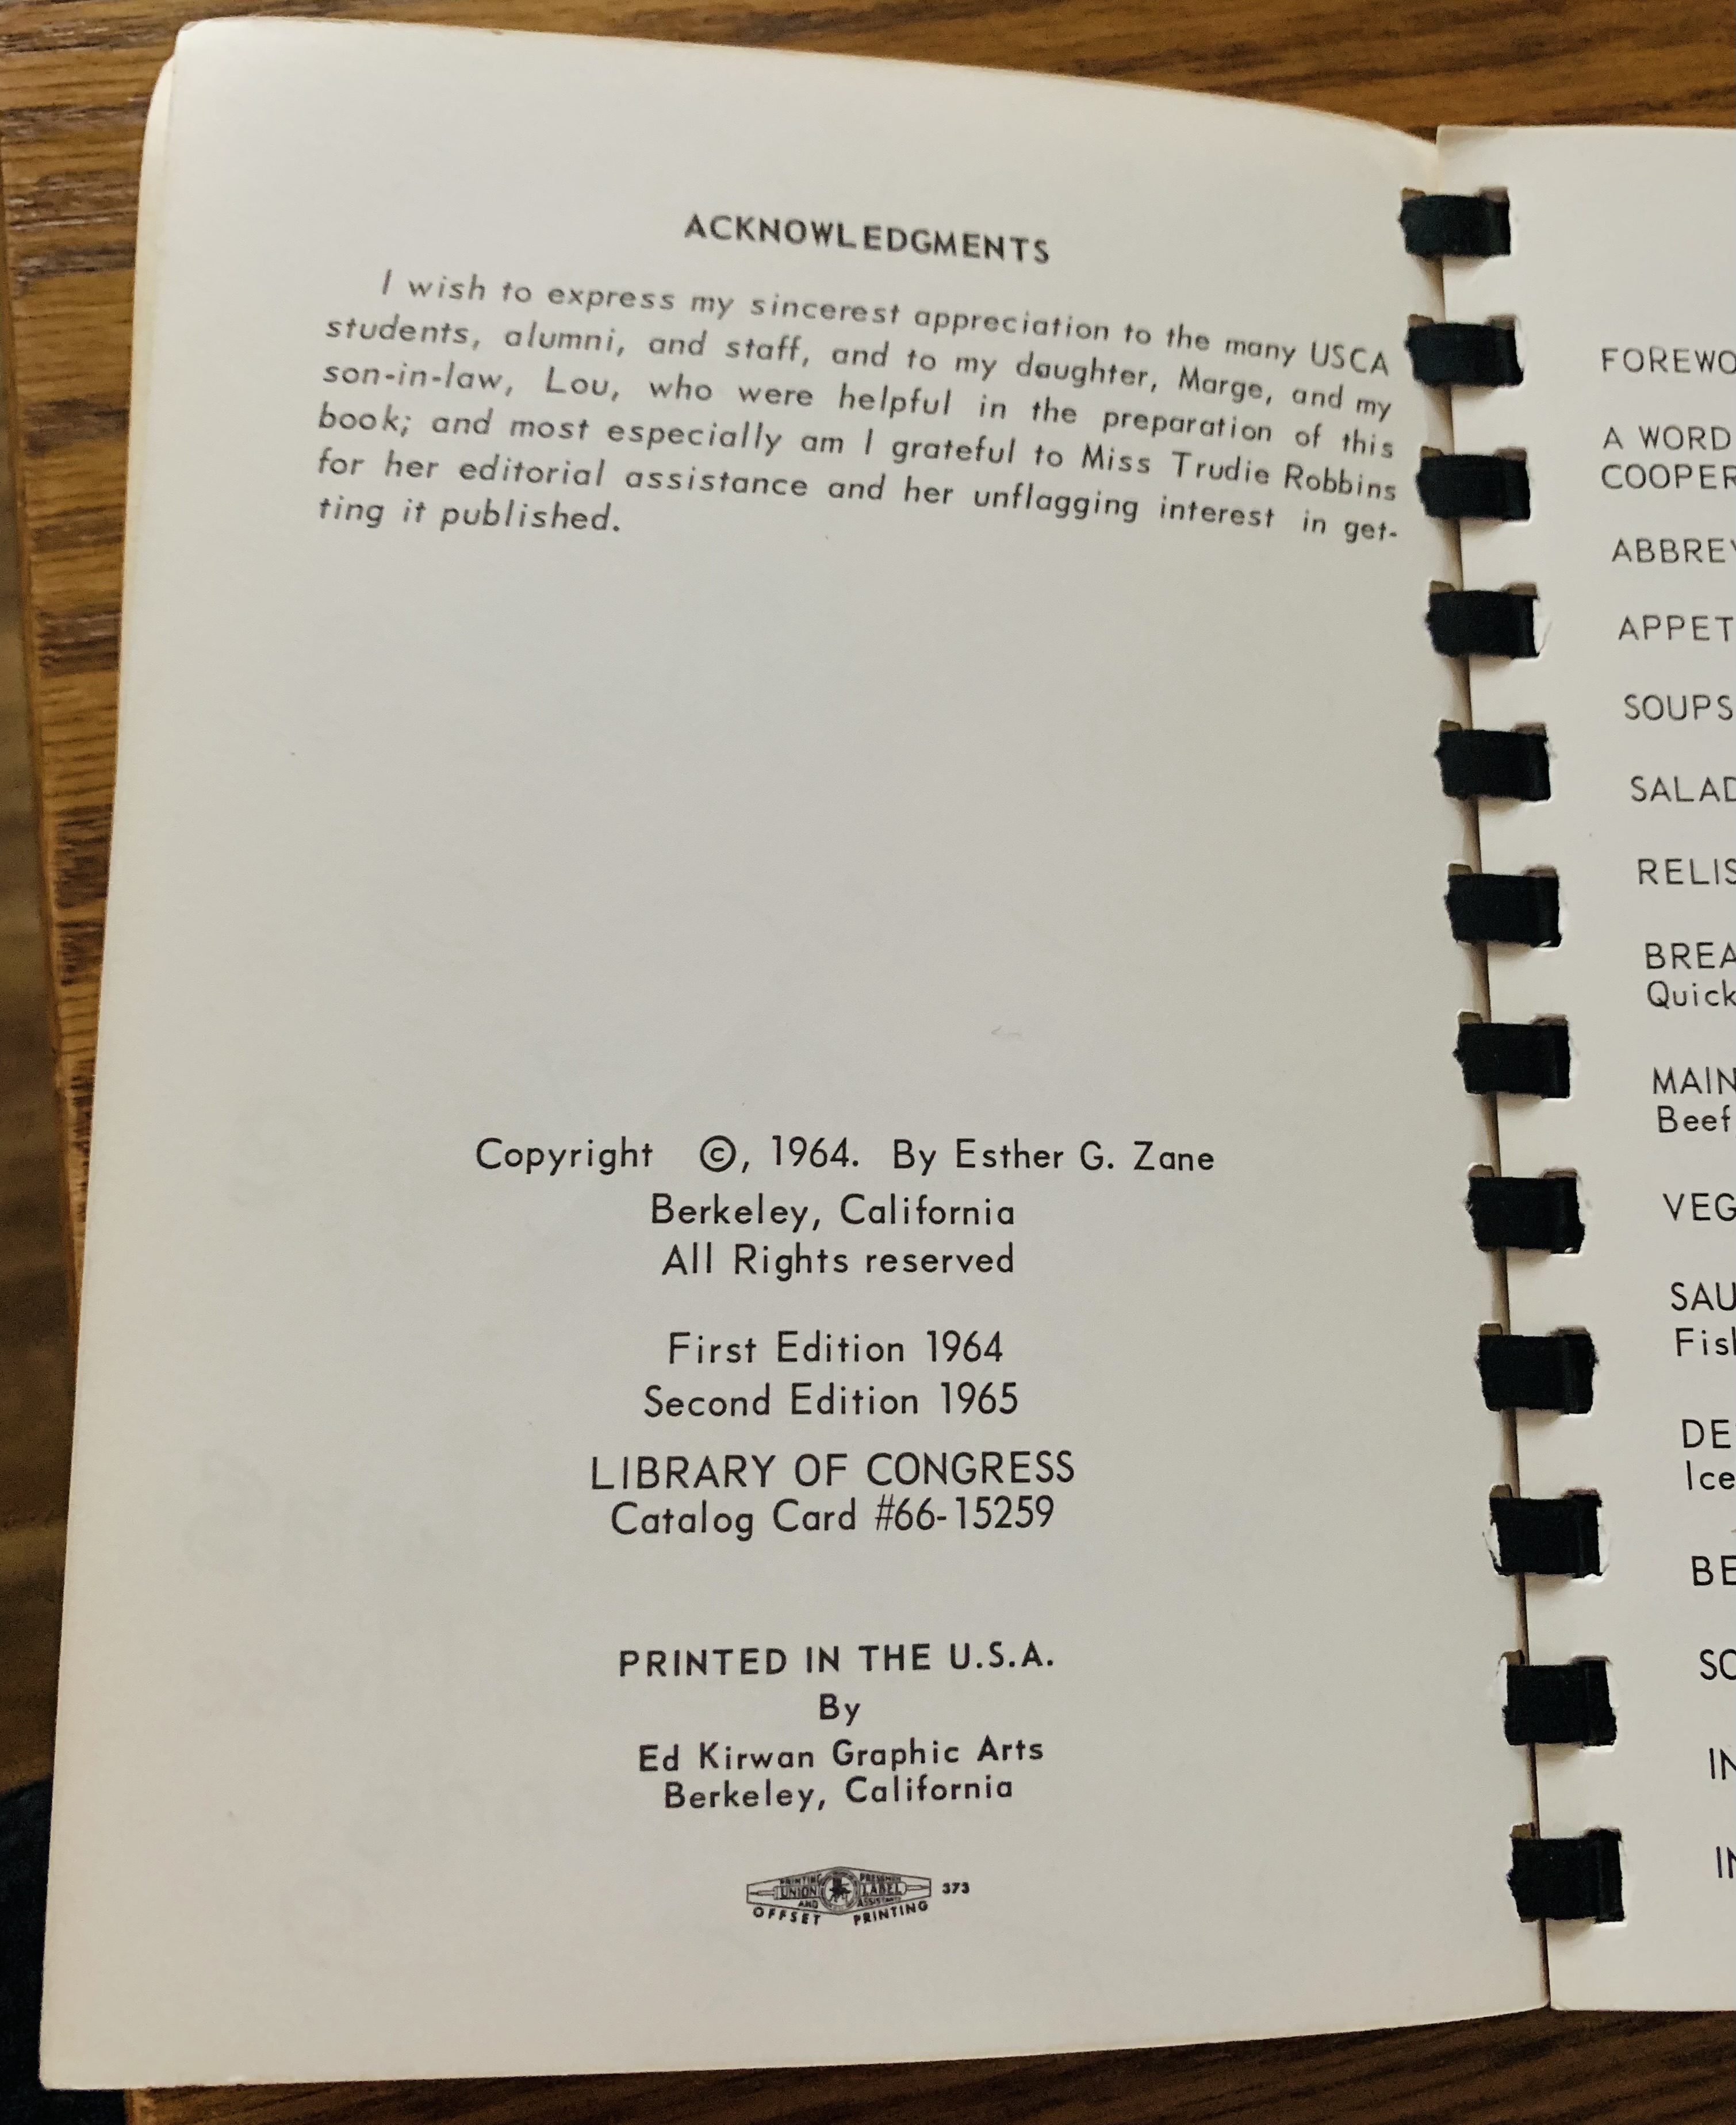 ACKNOWLEDGMENTS
I wish to express my sincerest appreciation to the many USCA
students, alumni, and staff, and to my daughter, Marge, and my
son-in-law, Lou, who were helpful in the preparation of this
book; and most especially am I grateful to Miss Trudie Robbins
for her editorial assistance and her unflagging interest in get-
ting it published.
Copyright ©, 1964. By Esther G. Zane
Berkeley, California
All Rights reserved
First Edition 1964
Second Edition 1965
LIBRARY OF CONGRESS
Catalog Card #66-15259
PRINTED IN THE U.S.A.
By
Ed Kirwan Graphic Arts
Berkeley, California
UNION LABEL
OFFSET PRINTING 373
FOREWO
A WORD
COOPER
ABBREV
APPET
SOUPS
SALAD
RELIS
BREA
Quick
MAIN
Beef
VEG
SAU
Fish
DE
Ice
BE
SO
IN
IN